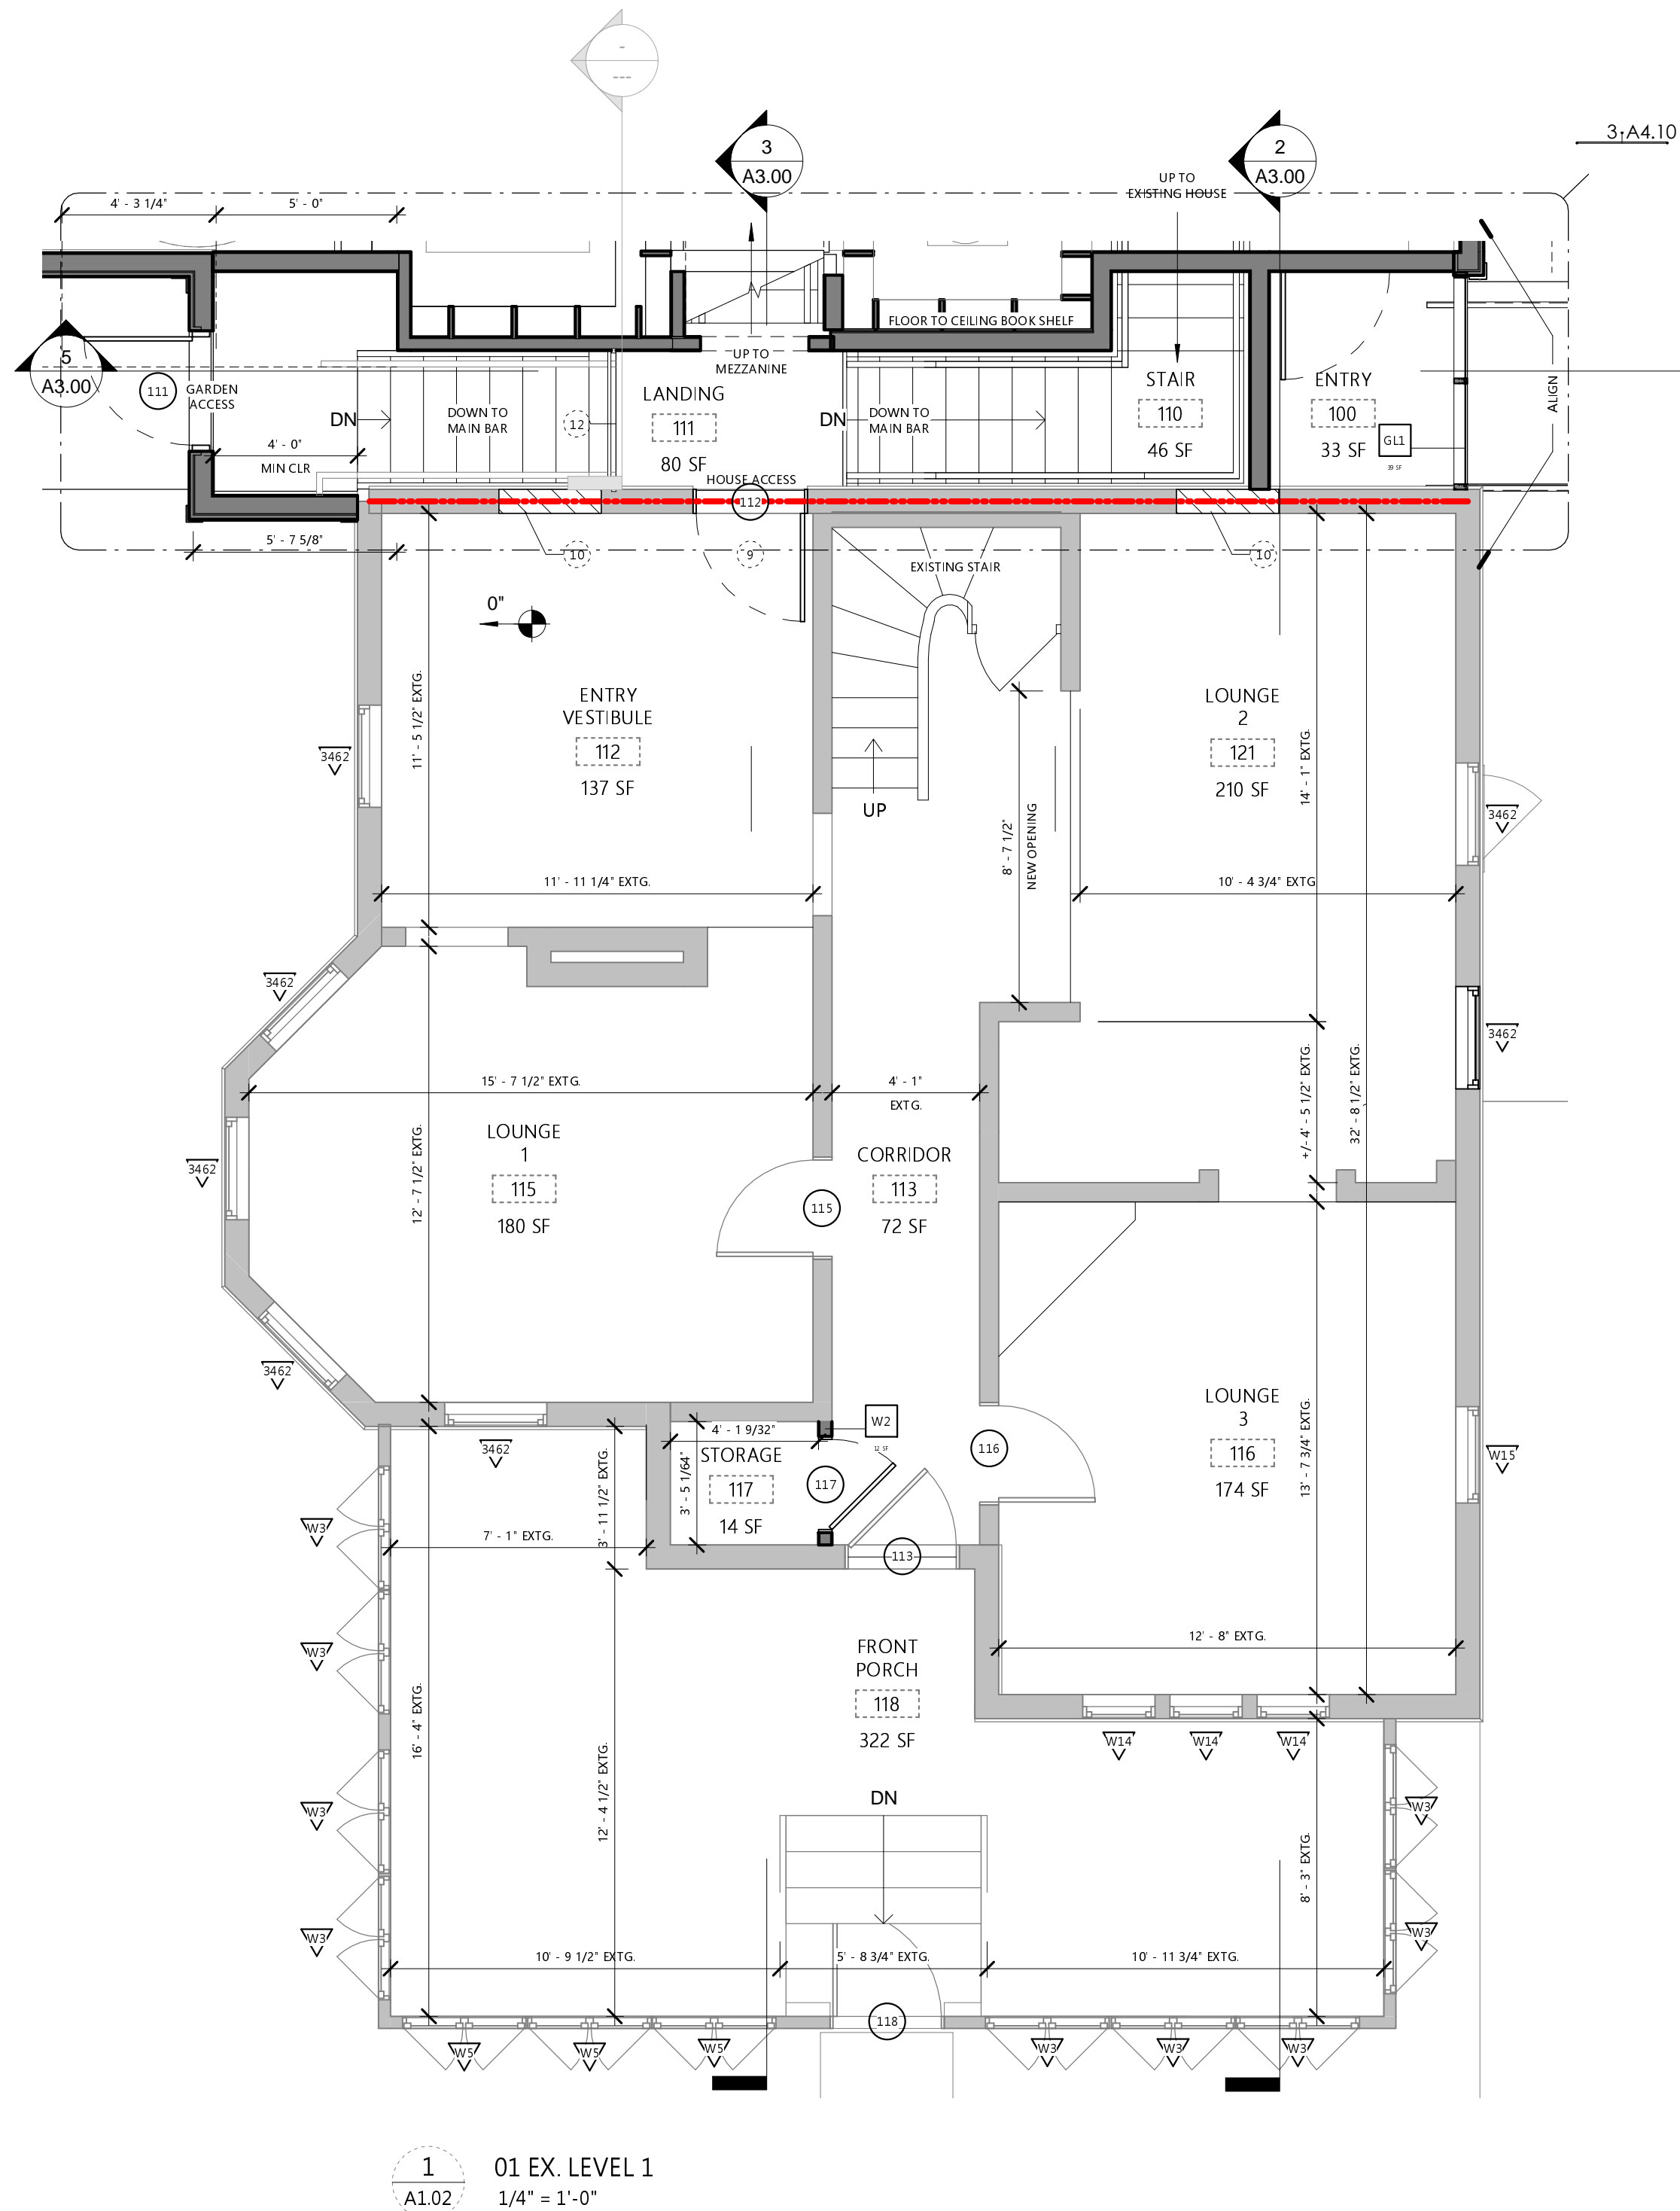 -
---
3
A3.00
2
A3.00
3 A4.10
UP TO
EXISTING HOUSE
4' - 3 1/4"
5' - 0"
FLOOR TO CEILING BOOK SHELF
5
A3.00
111
GARDEN
ACCESS
UP TO
MEZZANINE
LANDING
111
80 SF
DN
DOWN TO
MAIN BAR
12
DN
DOWN TO
MAIN BAR
STAIR
110
46 SF
ENTRY
100
33 SF
GL1
39 SF
ALIGN
4' - 0"
MIN CLR
HOUSE ACCESS
112
5' - 7 5/8"
10
9
10
EXISTING STAIR
0"
ENTRY
VESTIBULE
112
137 SF
11' - 5 1/2" EXTG.
3462
UP
8' - 7 1/2"
NEW OPENING
LOUNGE
2
121
210 SF
14' - 1" EXTG.
3462
11' - 11 1/4" EXTG.
10' - 4 3/4" EXTG
3462
3462
15' - 7 1/2" EXTG.
4' - 1"
EXTG.
+/- 4' - 5 1/2" EXTG.
32' - 8 1/2" EXTG.
LOUNGE
1
115
180 SF
12' - 7 1/2" EXTG.
3462
115
CORRIDOR
113
72 SF
3462
LOUNGE
3
116
174 SF
13' - 7 3/4" EXTG.
W15
W2
12 SF
4' - 1 9/32"
STORAGE
117
14 SF
3' - 5 1/64"
117
116
3462
3' - 11 1/2" EXTG.
7' - 1" EXTG.
113
W3
W3
W3
W3
12' - 8" EXTG.
FRONT
PORCH
118
322 SF
16' - 4" EXTG.
12' - 4 1/2" EXTG.
W14
W14
W14
DN
8' - 3" EXTG.
W3
W3
10' - 9 1/2" EXTG.
5' - 8 3/4" EXTG.
10' - 11 3/4" EXTG.
118
W5
W5
W5
W3
W3
W3
1
A1.02
01 EX. LEVEL 1
1/4" = 1'-0"